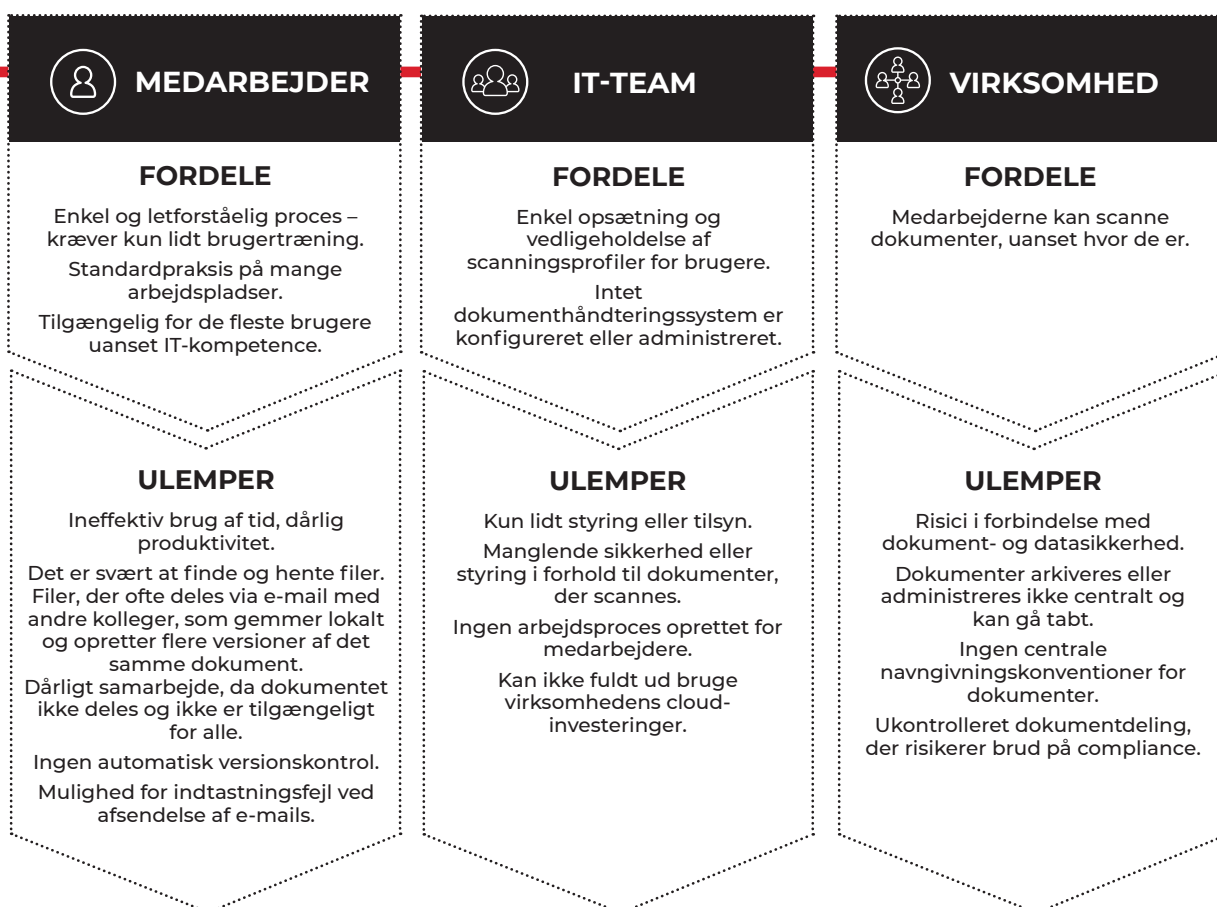 MEDARBEJDER
FORDELE
Enkel og letforståelig proces –
kræver kun lidt brugertræning.
Standardpraksis på mange
arbejdspladser.
Tilgængelig for de fleste brugere
uanset IT-kompetence.
ULEMPER
Ineffektiv brug af tid, dårlig
produktivitet.
Det er svært at finde og hente filer.
Filer, der ofte deles via e-mail med
andre kolleger, som gemmer lokalt
og opretter flere versioner af det
samme dokument.
Dårligt samarbejde, da dokumentet
ikke deles og ikke er tilgængeligt
for alle.
Ingen automatisk versionskontrol.
Mulighed for indtastningsfejl ved
afsendelse af e-mails.
IT-TEAM
FORDELE
Enkel opsætning og
vedligeholdelse af
scanningsprofiler for brugere.
Intet
dokumenthåndteringssystem er
konfigureret eller administreret.
ULEMPER
Kun lidt styring eller tilsyn.
Manglende sikkerhed eller
styring i forhold til dokumenter,
der scannes.
Ingen arbejdsproces oprettet for
medarbejdere.
Kan ikke fuldt ud bruge
virksomhedens cloud-
investeringer.
VIRKSOMHED
FORDELE
Medarbejderne kan scanne
dokumenter, uanset hvor de er.
ULEMPER
Risici i forbindelse med
dokument- og datasikkerhed.
Dokumenter arkiveres eller
administreres ikke centralt og
kan gå tabt.
Ingen centrale
navngivningskonventioner for
dokumenter.
Ukontrolleret dokumentdeling,
der risikerer brud på compliance.